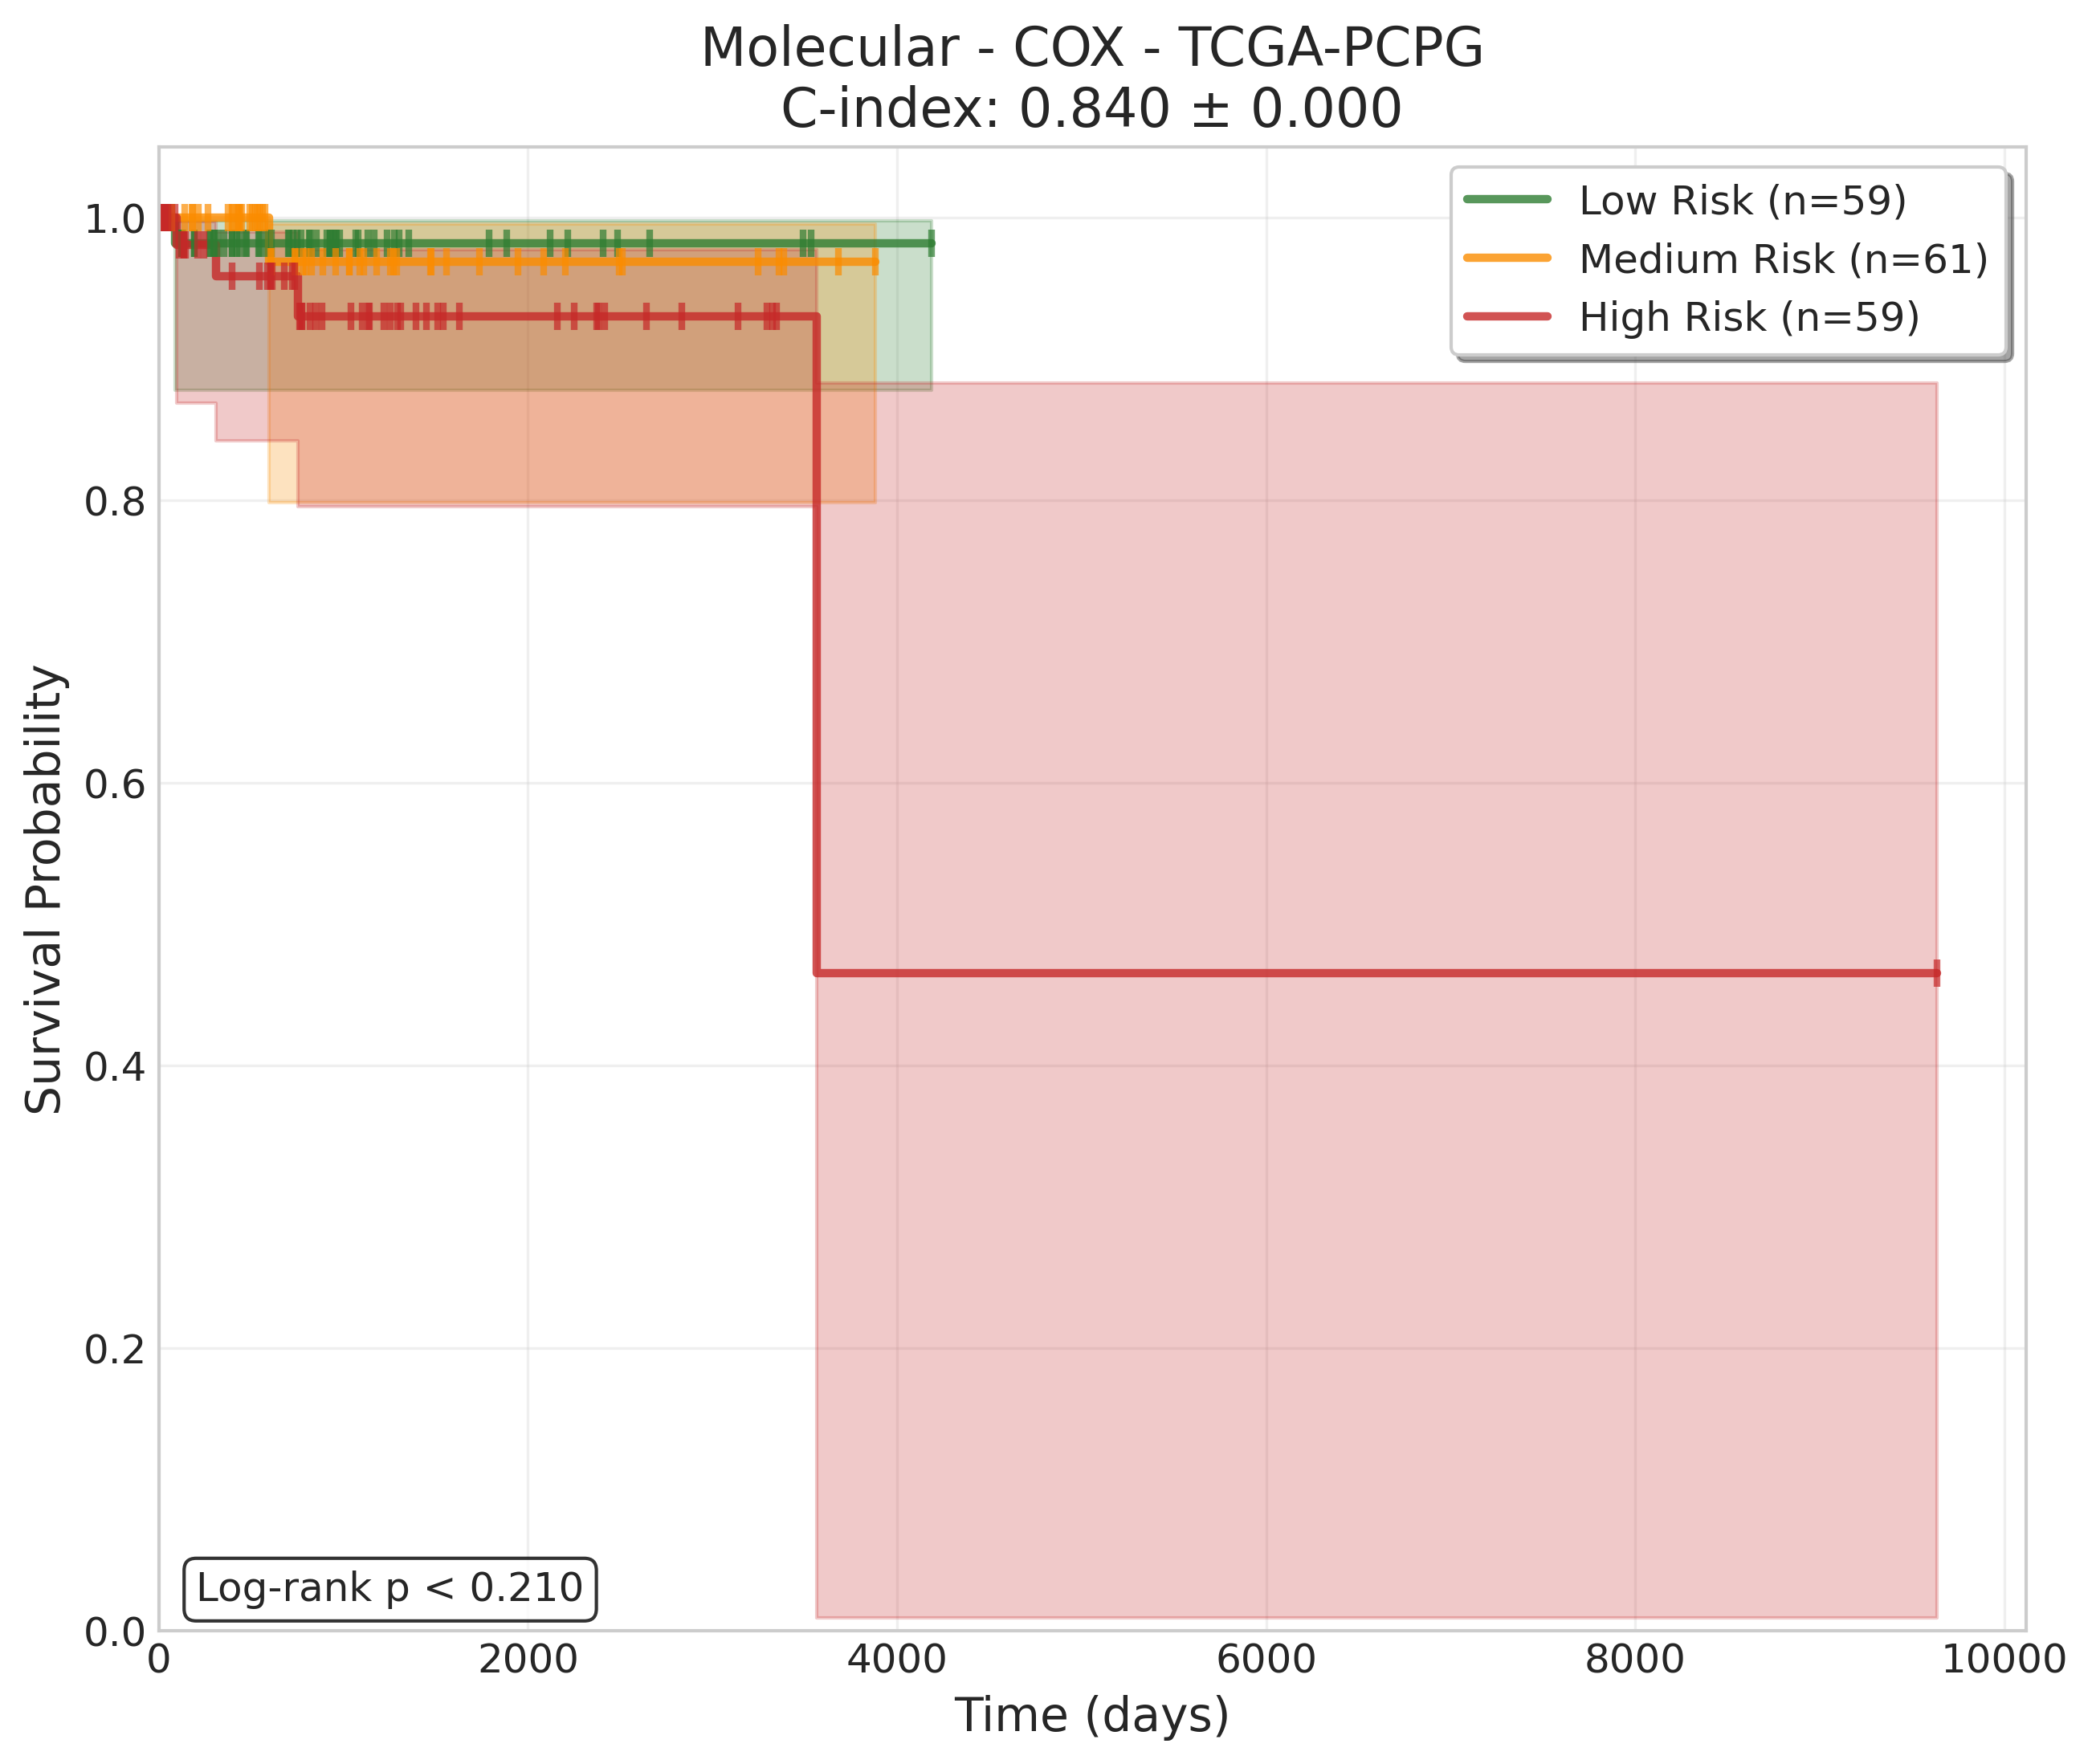 Molecular - COX - TCGA-PCPG
C-index: 0.840 ± 0.000
Low Risk (n=59)
Medium Risk (n=61)
High Risk (n=59)
Survival Probability
1.0
0.8
0.6
0.4
0.2
0.0
Log-rank p < 0.210
0 2000 4000 6000 8000 10000
Time (days)